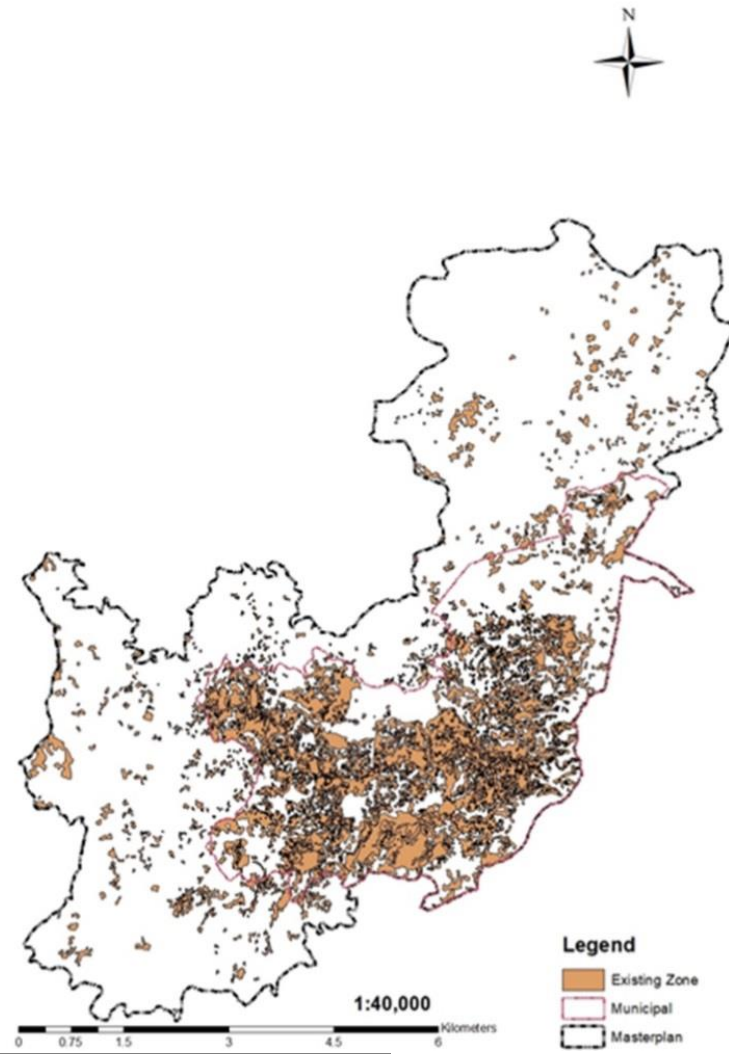 N
Legend
Existing Zone
Municipal
Masterplan
1:40,000
Kilometers
0 0.75 1.5 3 4.5 6